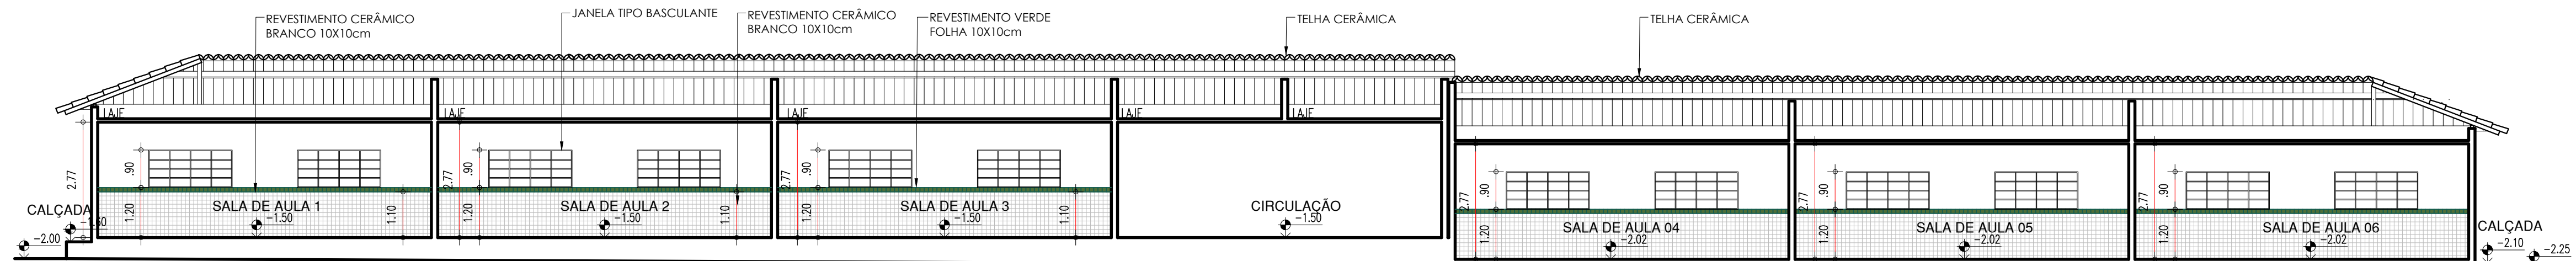 REVESTIMENTO CERÂMICO
BRANCO 10X10cm
JANELA TIPO BASCULANTE
REVESTIMENTO CERÂMICO
BRANCO 10X10cm
REVESTIMENTO VERDE
FOLHA 10X10cm
TELHA CERÂMICA
TELHA CERÂMICA
LAJE
LAJE
LAJE
LAJE
LAJE
2.77
.90
1.20
1.10
2.77
.90
1.20
1.10
2.77
.90
1.20
1.10
2.77
.90
1.20
2.77
.90
1.20
2.77
.90
1.20
CALÇADA
-2.00
SALA DE AULA 1
-1.50
SALA DE AULA 2
-1.50
SALA DE AULA 3
-1.50
CIRCULAÇÃO
-1.50
SALA DE AULA 04
-2.02
SALA DE AULA 05
-2.02
SALA DE AULA 06
-2.02
CALÇADA
-2.10
-2.25